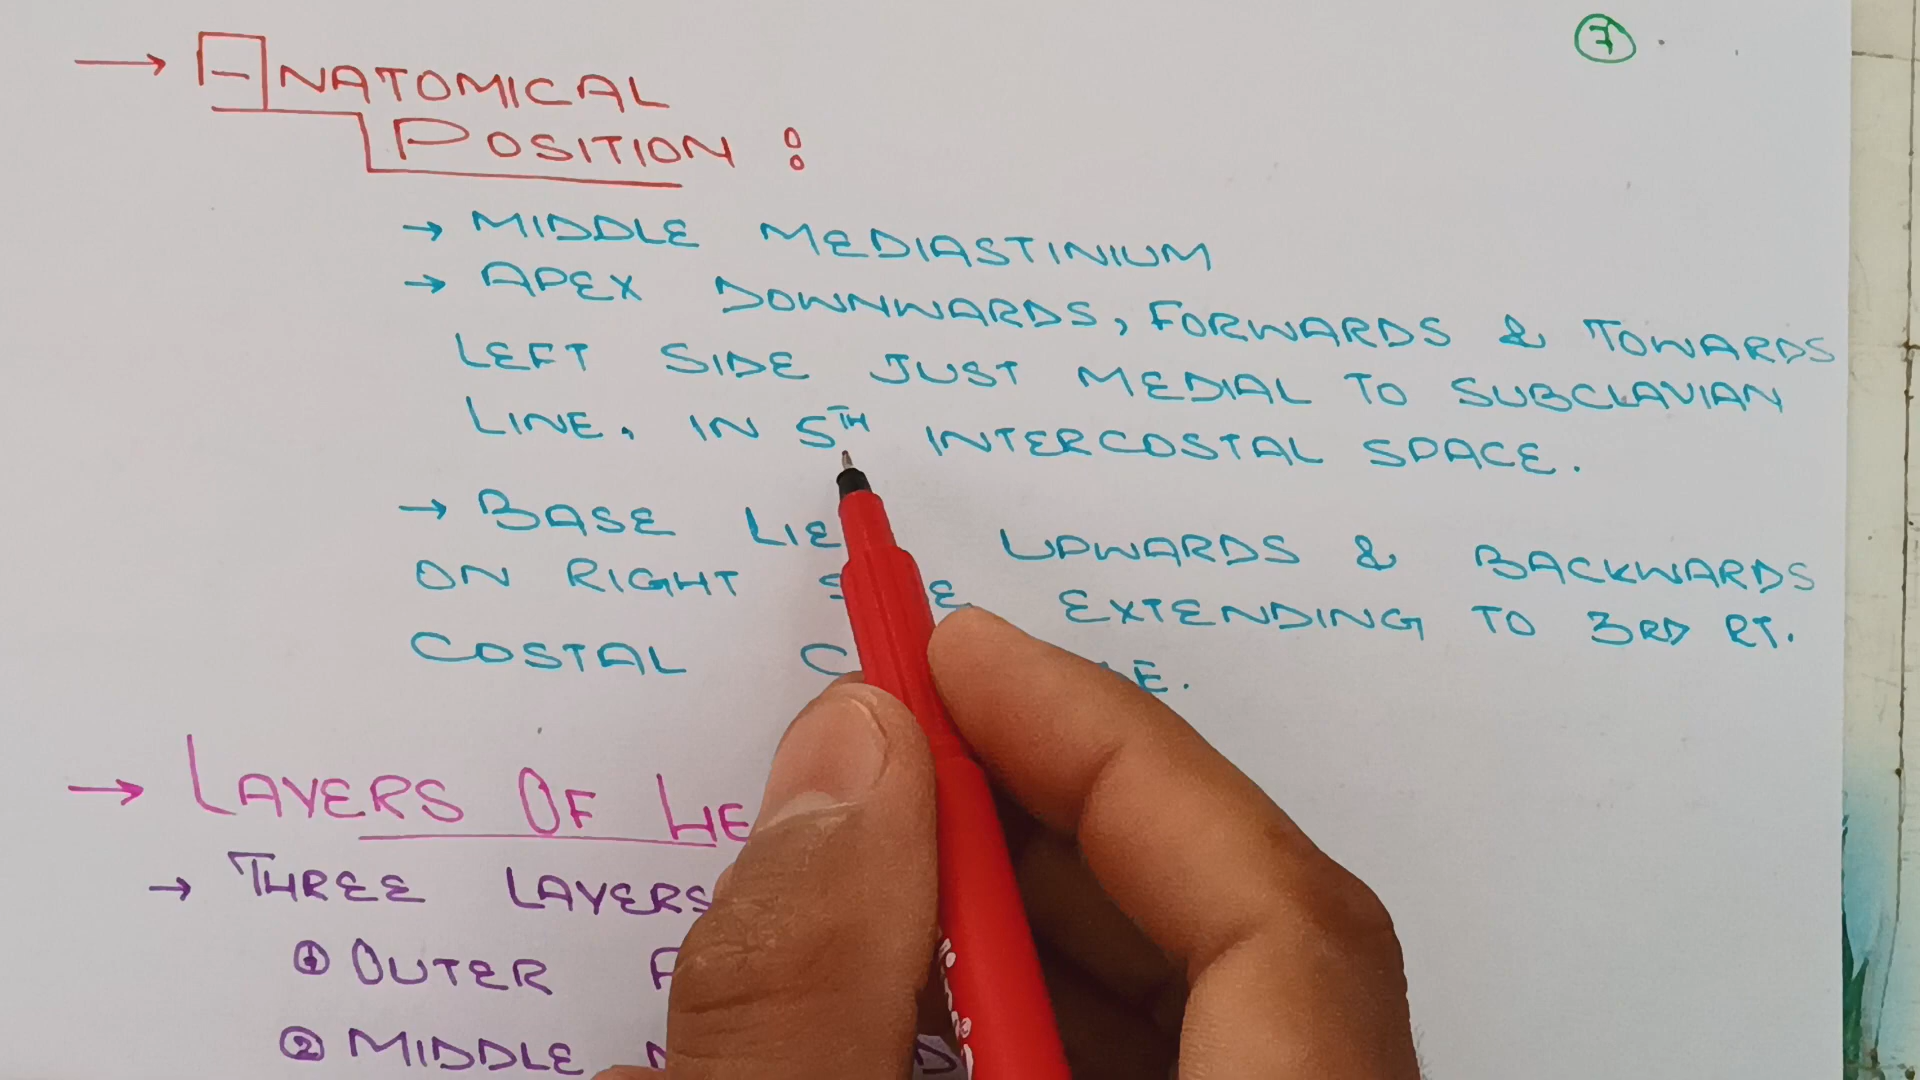 7
→ ANATOMICAL
POSITION :
→ MIDDLE MEDIASTINIUM
→ APEX DOWNWARDS, FORWARDS & TOWARDS
LEFT SIDE JUST MEDIAL TO SUBCLAVIAN
LINE. IN 5TH INTERCOSTAL SPACE.
→ BASE UPWARDS & BACKWARDS
ON RIGHT EXTENDING TO 3RD RT.
COSTAL
→ LAYERS OF
→ THREE LAYERS
① OUTER
② MIDDLE